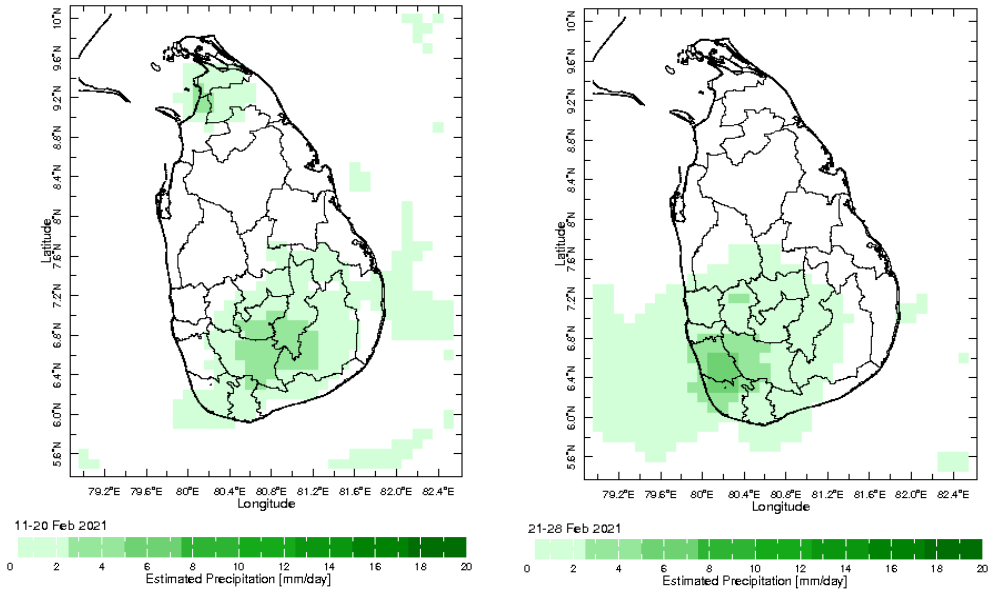 10°N
9.6°N
9.2°N
8.8°N
8.4°N
8°N
7.6°N
7.2°N
6.8°N
6.4°N
6.0°N
5.6°N
Latitude
79.2°E 79.6°E 80°E 80.4°E 80.8°E 81.2°E 81.6°E 82.0°E 82.4°E
Longitude
11-20 Feb 2021
0 2 4 6 8 10 12 14 16 18 20
Estimated Precipitation [mm/day]
10°N
9.6°N
9.2°N
8.8°N
8.4°N
8°N
7.6°N
7.2°N
6.8°N
6.4°N
6.0°N
5.6°N
Latitude
79.2°E 79.6°E 80°E 80.4°E 80.8°E 81.2°E 81.6°E 82.0°E 82.4°E
Longitude
21-28 Feb 2021
0 2 4 6 8 10 12 14 16 18 20
Estimated Precipitation [mm/day]